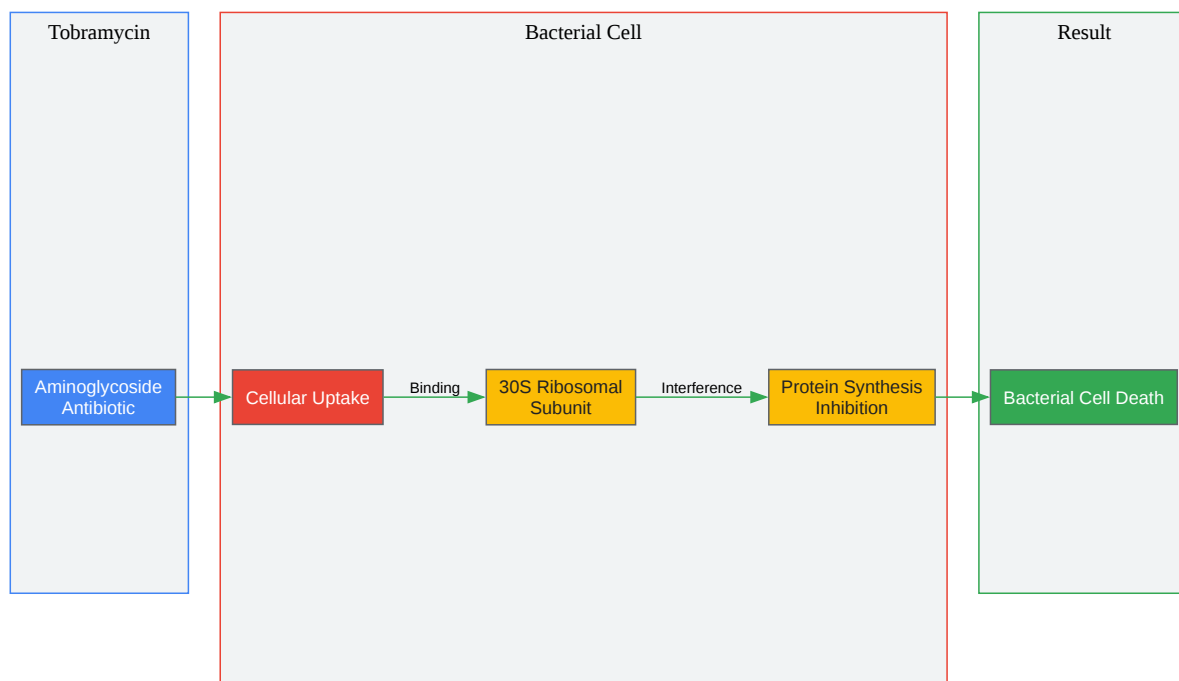 Tobramycin
Bacterial Cell
Result
Aminoglycoside
Antibiotic
Cellular Uptake
Binding
30S Ribosomal
Subunit
Interference
Protein Synthesis
Inhibition
Bacterial Cell Death